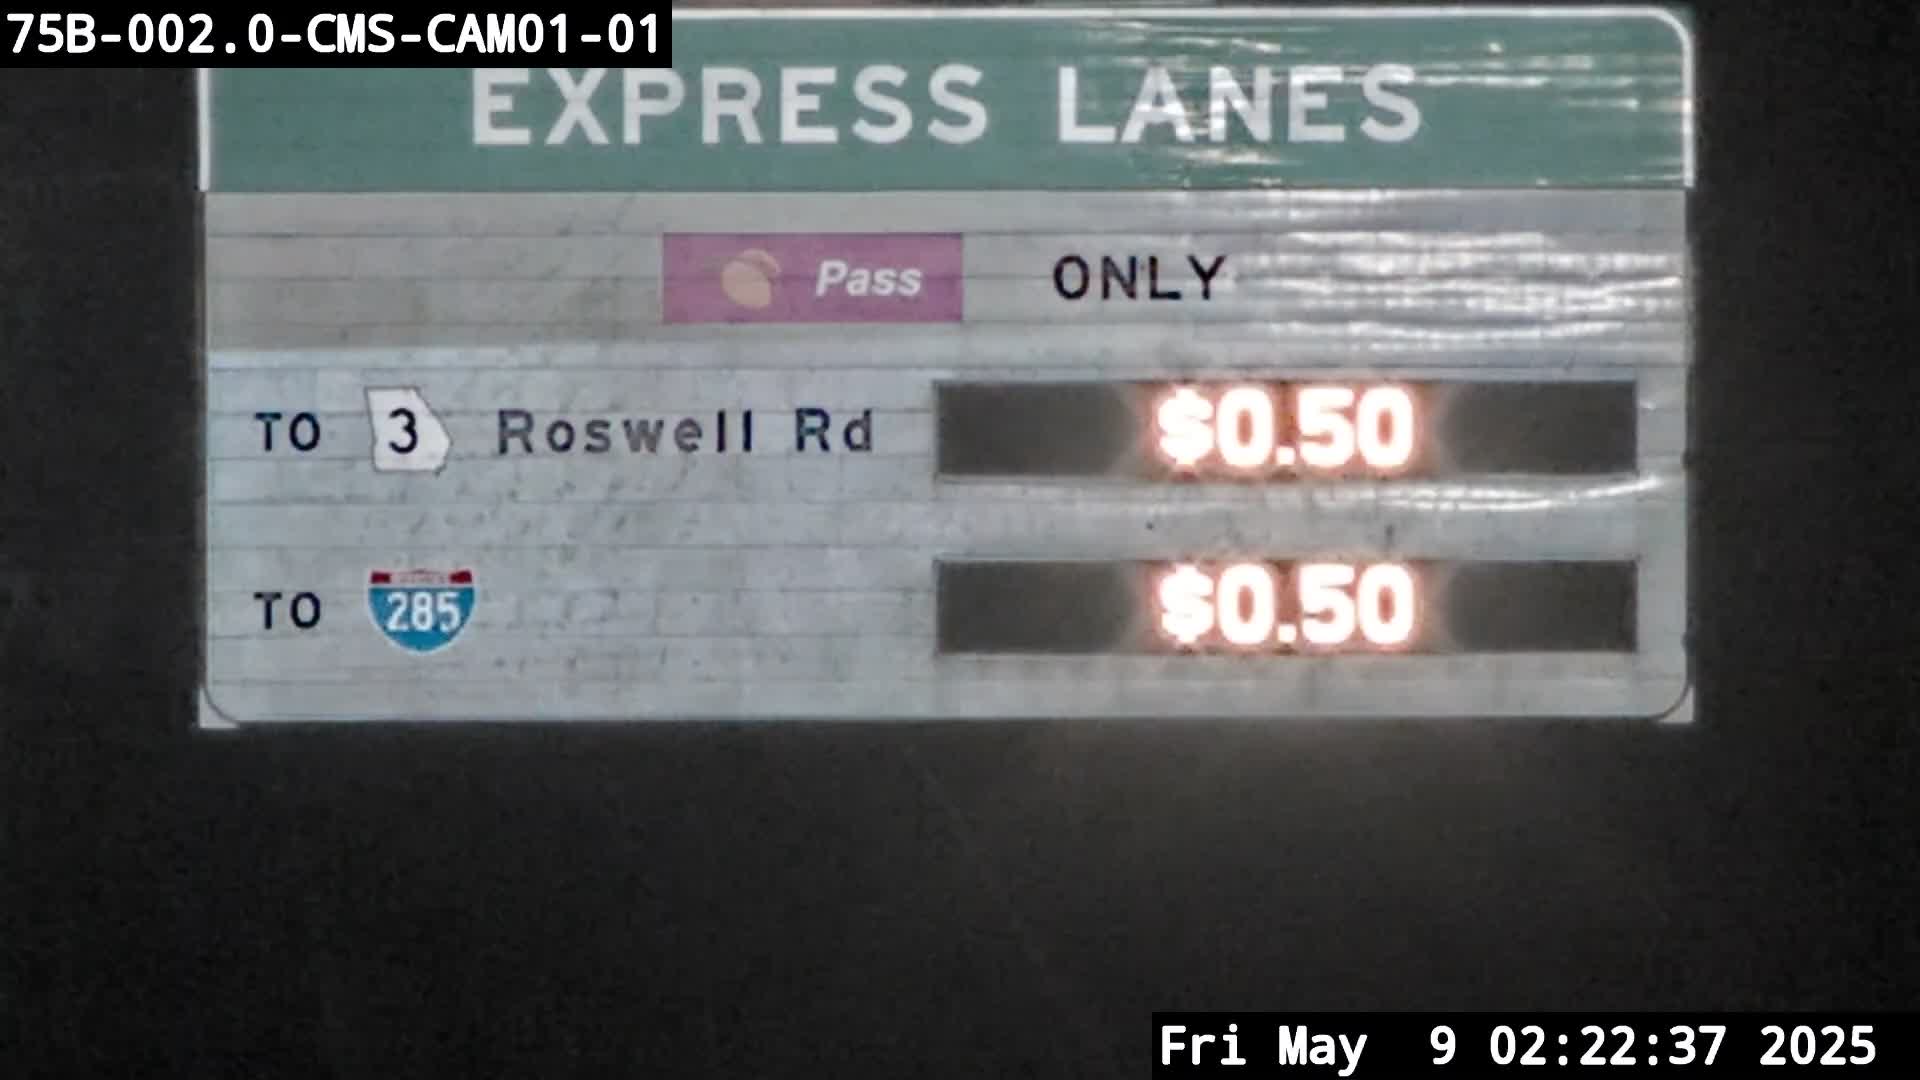 75B-002.0-CMS-CAM01-01
EXPRESS LANES
Pass ONLY
TO 3 Roswell Rd $0.50
TO 285 $0.50
Fri May 9 02:22:37 2025